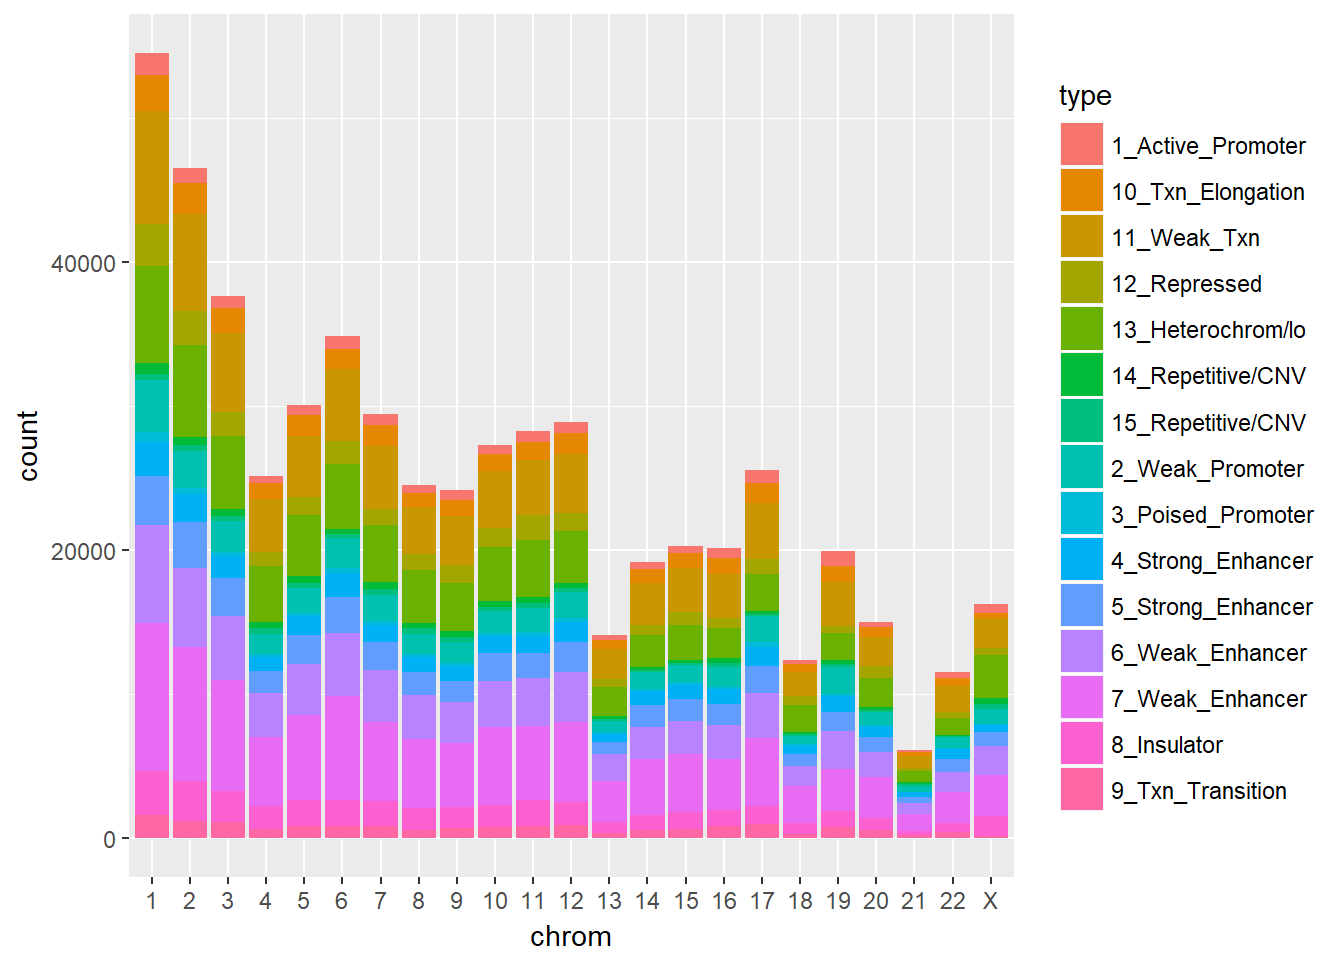 count
40000
20000
0
1 2 3 4 5 6 7 8 9 10 11 12 13 14 15 16 17 18 19 20 21 22 X
chrom
type
1_Active_Promoter
10_Txn_Elongation
11_Weak_Txn
12_Repressed
13_Heterochrom/lo
14_Repetitive/CNV
15_Repetitive/CNV
2_Weak_Promoter
3_Poised_Promoter
4_Strong_Enhancer
5_Strong_Enhancer
6_Weak_Enhancer
7_Weak_Enhancer
8_Insulator
9_Txn_Transition